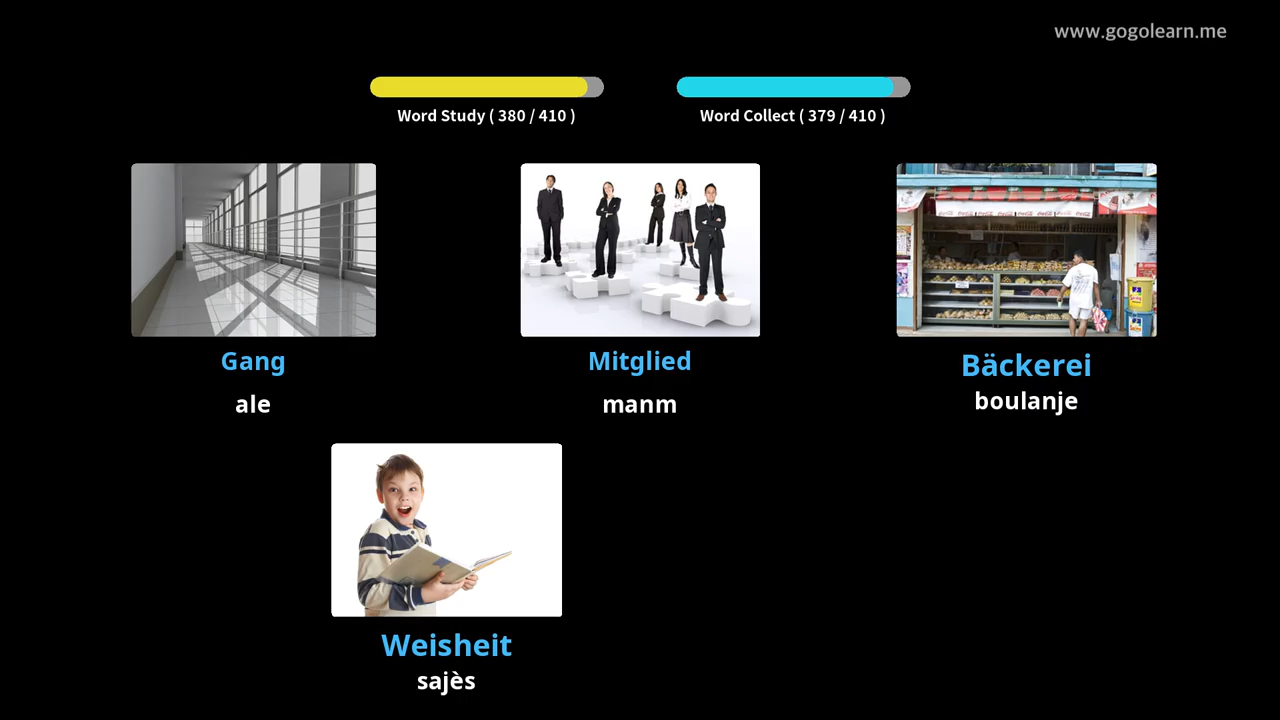 www.gogolearn.me
Word Study ( 380 / 410 )
Word Collect ( 379 / 410 )
Gang
ale
Mitglied
manm
Bäckerei
boulanje
Weisheit
sajès